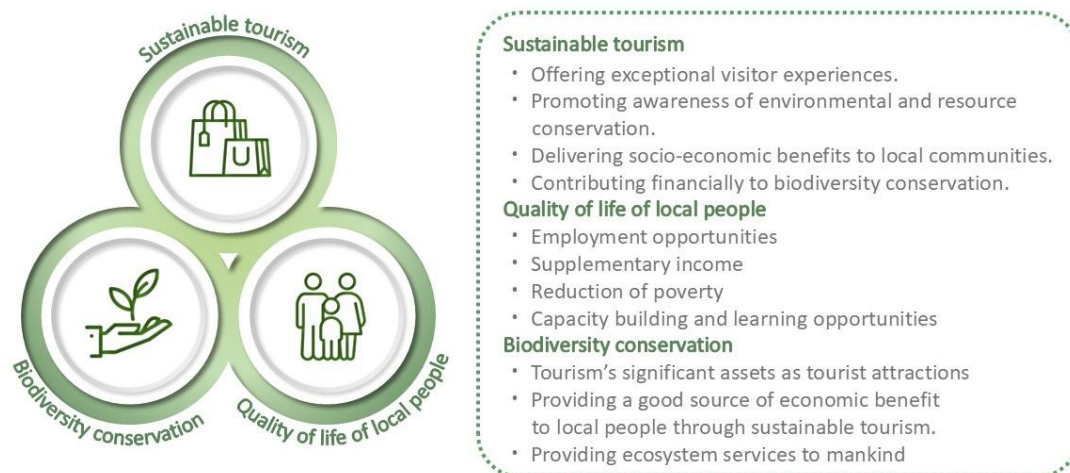 Sustainable tourism
Biodiversity conservation
Quality of life of local people
Sustainable tourism
• Offering exceptional visitor experiences.
• Promoting awareness of environmental and resource
conservation.
• Delivering socio-economic benefits to local communities.
• Contributing financially to biodiversity conservation.
Quality of life of local people
• Employment opportunities
• Supplementary income
• Reduction of poverty
• Capacity building and learning opportunities
Biodiversity conservation
• Tourism’s significant assets as tourist attractions
• Providing a good source of economic benefit
to local people through sustainable tourism.
• Providing ecosystem services to mankind